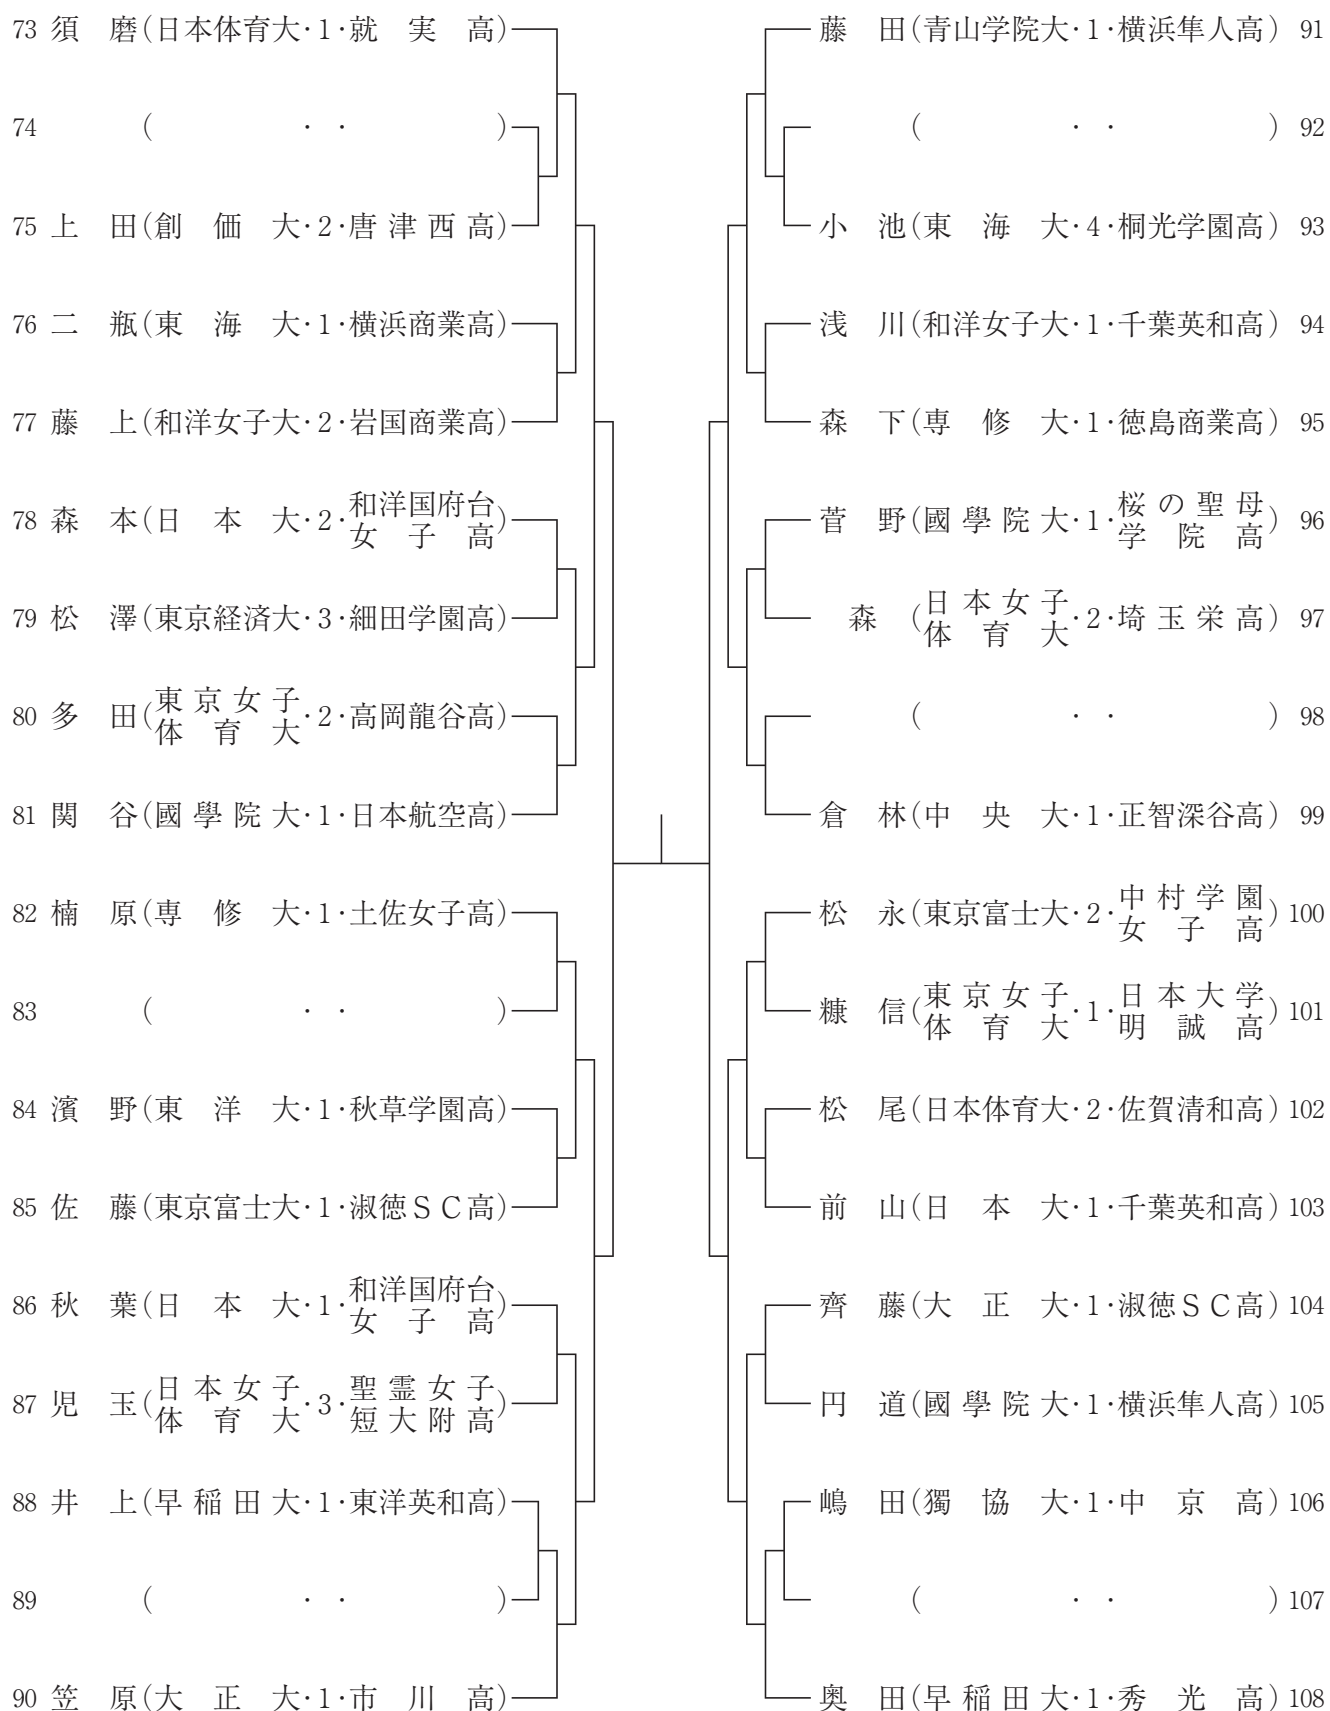 73 須 磨(日本体育大・1・就 実 高)
74 ( ・ ・ )
75 上 田(創 価 大・2・唐 津 西 高)
76 二 瓶(東 海 大・1・横浜商業高)
77 藤 上(和洋女子大・2・岩国商業高)
78 森 本(日 本 大・2・和洋国府台女 子 高)
79 松 澤(東京経済大・3・細田学園高)
80 多 田(東 京 女 子体 育 大・2・高岡龍谷高)
81 関 谷(國 學 院 大・1・日本航空高)
82 楠 原(専 修 大・1・土佐女子高)
83 ( ・ ・ )
84 濱 野(東 洋 大・1・秋草学園高)
85 佐 藤(東京富士大・1・淑徳ＳＣ高)
86 秋 葉(日 本 大・1・和洋国府台女 子 高)
87 児 玉(日 本 女 子体 育 大・3・聖 霊 女 子短 大 附 高)
88 井 上(早 稲 田 大・1・東洋英和高)
89 ( ・ ・ )
90 笠 原(大 正 大・1・市 川 高)
藤 田(青山学院大・1・横浜隼人高) 91
( ・ ・ ) 92
小 池(東 海 大・4・桐光学園高) 93
浅 川(和洋女子大・1・千葉英和高) 94
森 下(専 修 大・1・徳島商業高) 95
菅 野(國 學 院 大・1・桜 の 聖 母学 院 高) 96
森 (日 本 女 子体 育 大・2・埼 玉 栄 高) 97
( ・ ・ ) 98
倉 林(中 央 大・1・正智深谷高) 99
松 永(東京富士大・2・中 村 学 園女 子 高) 100
糠 信(東 京 女 子体 育 大・1・日 本 大 学明 誠 高) 101
松 尾(日本体育大・2・佐賀清和高) 102
前 山(日 本 大・1・千葉英和高) 103
齊 藤(大 正 大・1・淑徳ＳＣ高) 104
円 道(國 學 院 大・1・横浜隼人高) 105
嶋 田(獨 協 大・1・中 京 高) 106
( ・ ・ ) 107
奥 田(早 稲 田 大・1・秀 光 高) 108